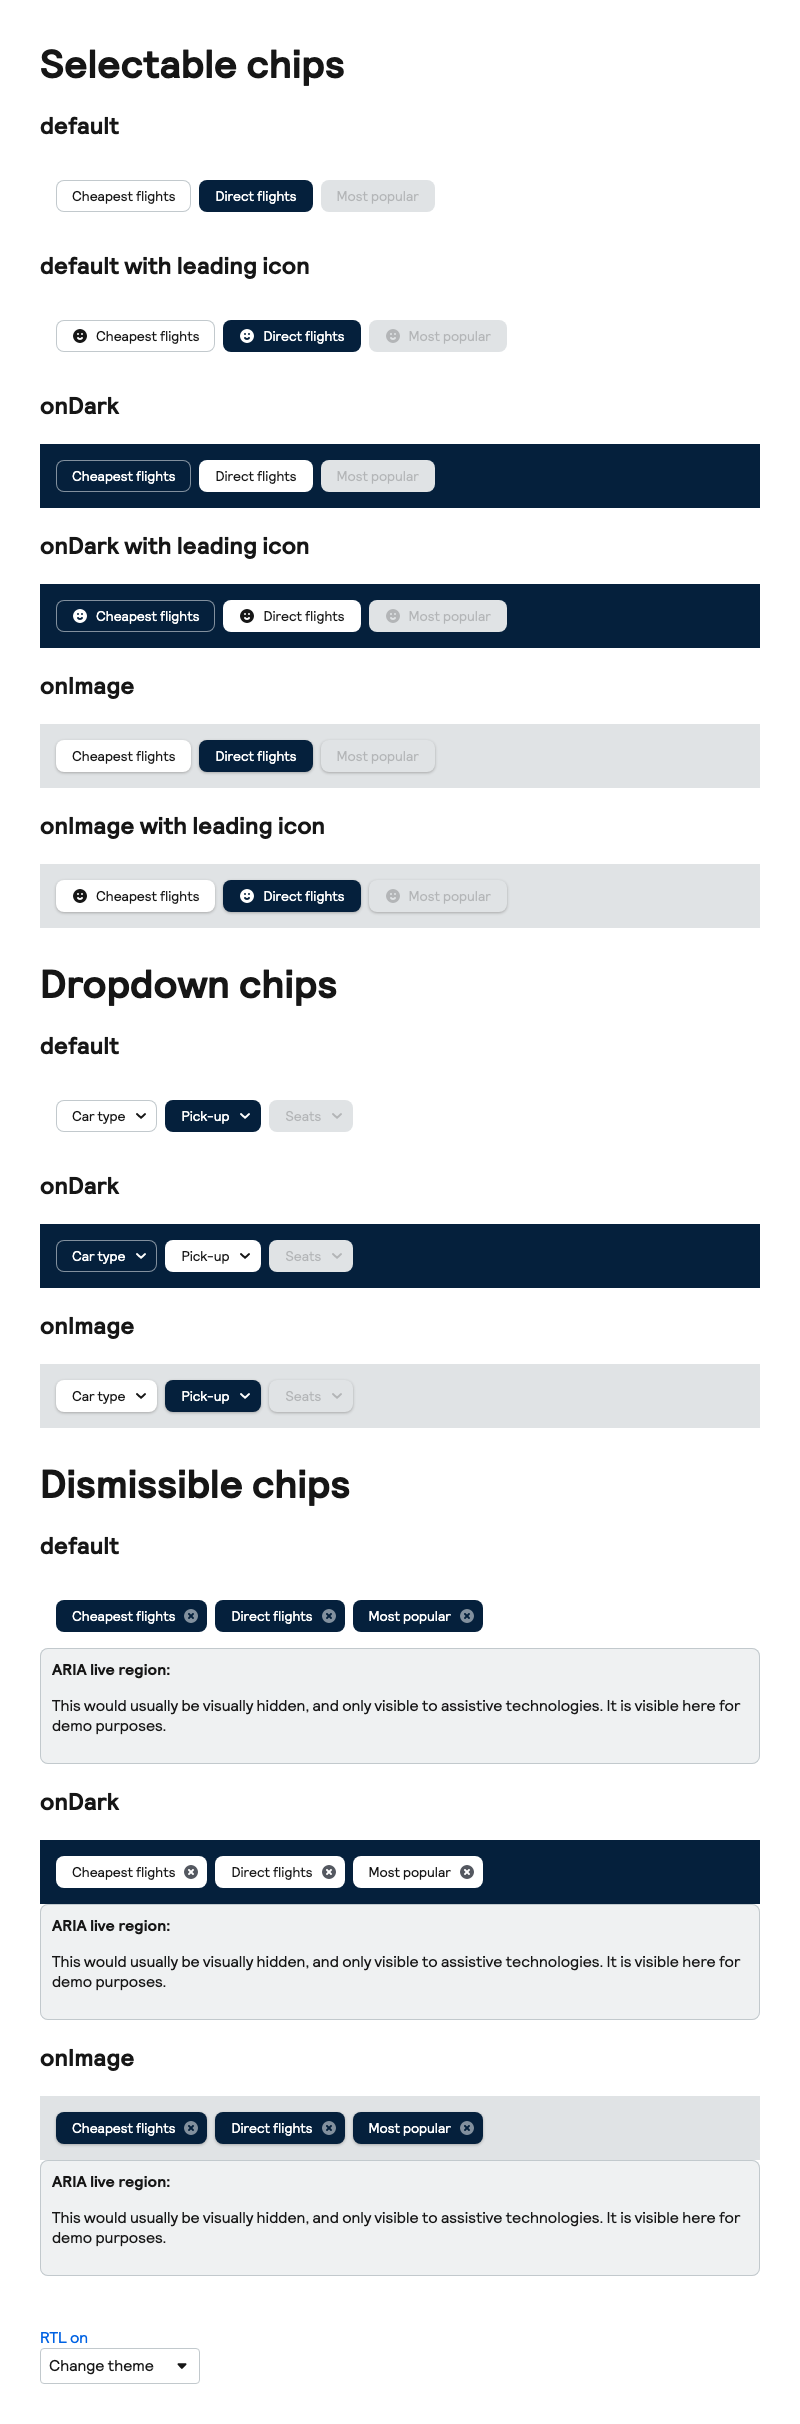 Selectable chips
default
Cheapest flights Direct flights Most popular
default with leading icon
Cheapest flights Direct flights Most popular
onDark
Cheapest flights Direct flights Most popular
onDark with leading icon
Cheapest flights Direct flights Most popular
onImage
Cheapest flights Direct flights Most popular
onImage with leading icon
Cheapest flights Direct flights Most popular
Dropdown chips
default
Car type Pick-up Seats
onDark
Car type Pick-up Seats
onImage
Car type Pick-up Seats
Dismissible chips
default
Cheapest flights Direct flights Most popular
ARIA live region:
This would usually be visually hidden, and only visible to assistive technologies. It is visible here for
demo purposes.
onDark
Cheapest flights Direct flights Most popular
ARIA live region:
This would usually be visually hidden, and only visible to assistive technologies. It is visible here for
demo purposes.
onImage
Cheapest flights Direct flights Most popular
ARIA live region:
This would usually be visually hidden, and only visible to assistive technologies. It is visible here for
demo purposes.
RTL on
Change theme